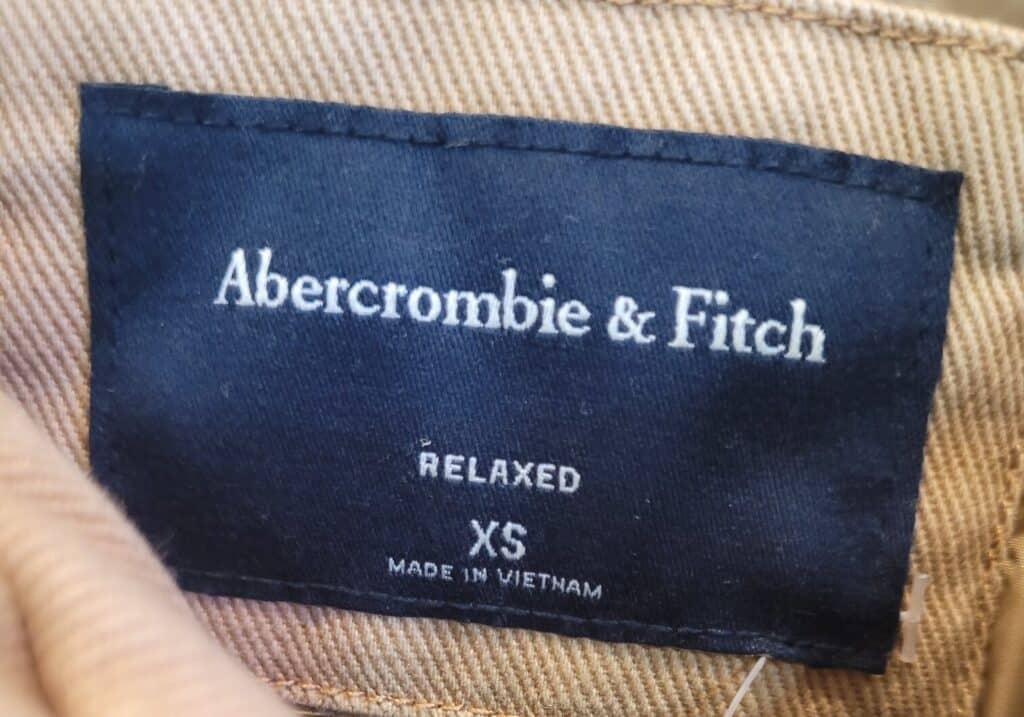 Abercrombie & Fitch
RELAXED
XS
MADE IN VIETNAM